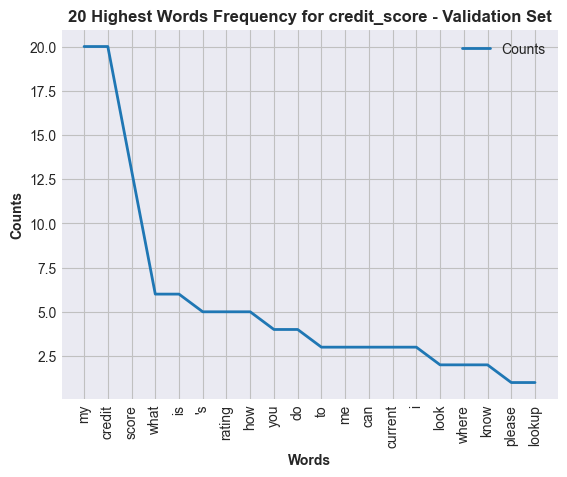 20 Highest Words Frequency for credit_score - Validation Set
Counts
20.0
17.5
15.0
12.5
10.0
7.5
5.0
2.5
Counts
my
credit
score
what
is
's
rating
how
you
do
to
me
can
current
i
look
where
know
please
lookup
Words